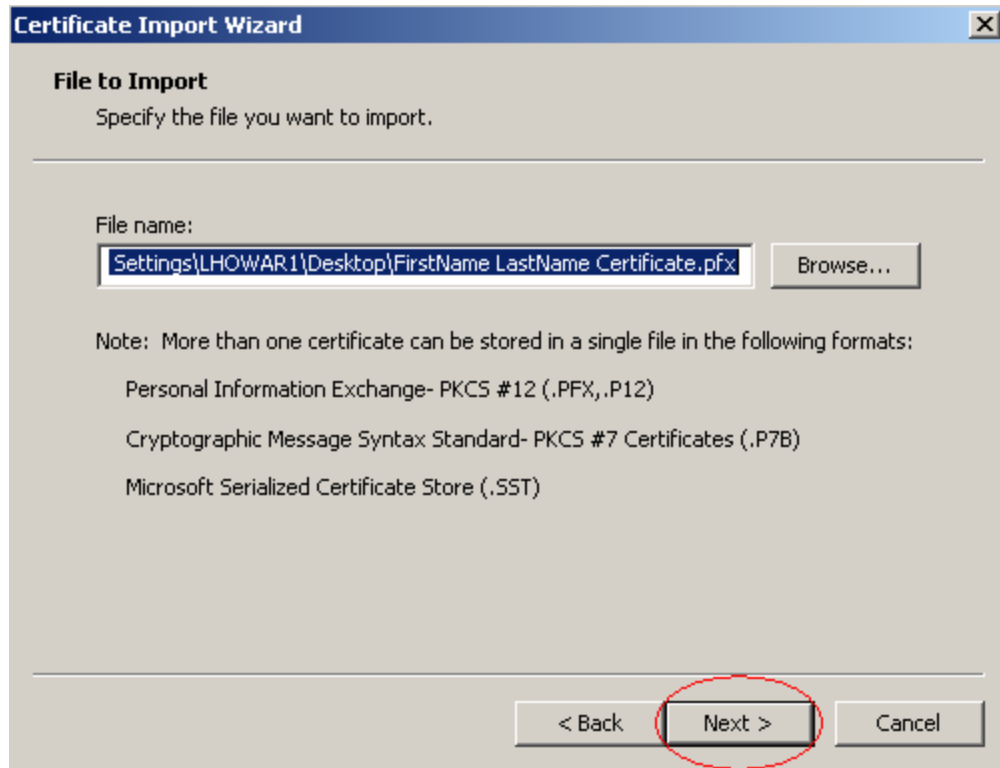 Certificate Import Wizard
File to Import
Specify the file you want to import.
File name:
Settings\LHOWAR1\Desktop\FirstName LastName Certificate.pfx
Browse...
Note:  More than one certificate can be stored in a single file in the following formats:
Personal Information Exchange- PKCS #12 (.PFX,.P12)
Cryptographic Message Syntax Standard- PKCS #7 Certificates (.P7B)
Microsoft Serialized Certificate Store (.SST)
< Back
Next >
Cancel